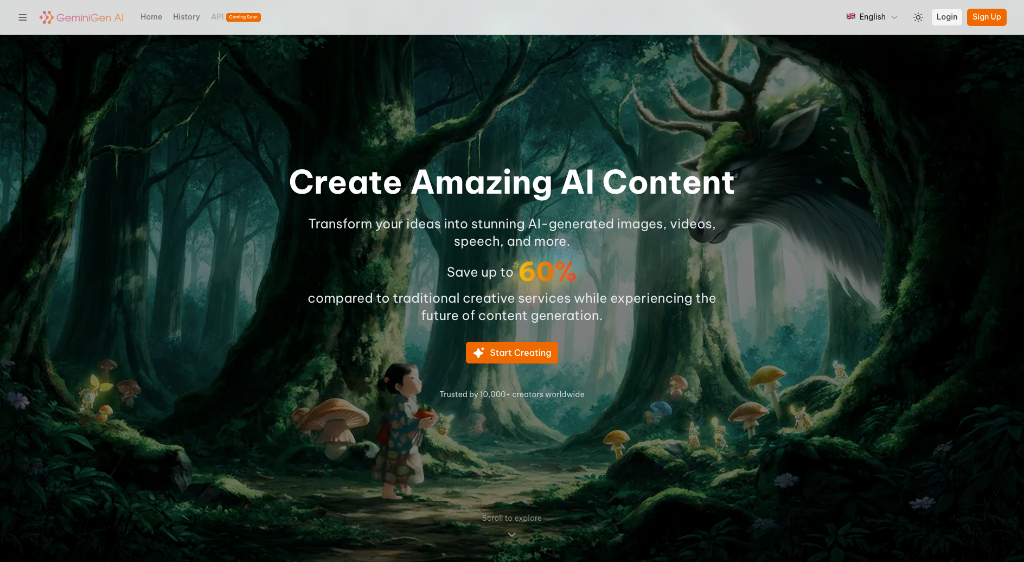 GeminiGen AI
Home
History
API Coming Soon
English
Login
Sign Up
Create Amazing AI Content
Transform your ideas into stunning AI-generated images, videos,
speech, and more.
Save up to 60%
compared to traditional creative services while experiencing the
future of content generation.
Start Creating
Trusted by 10,000+ creators worldwide
Scroll to explore